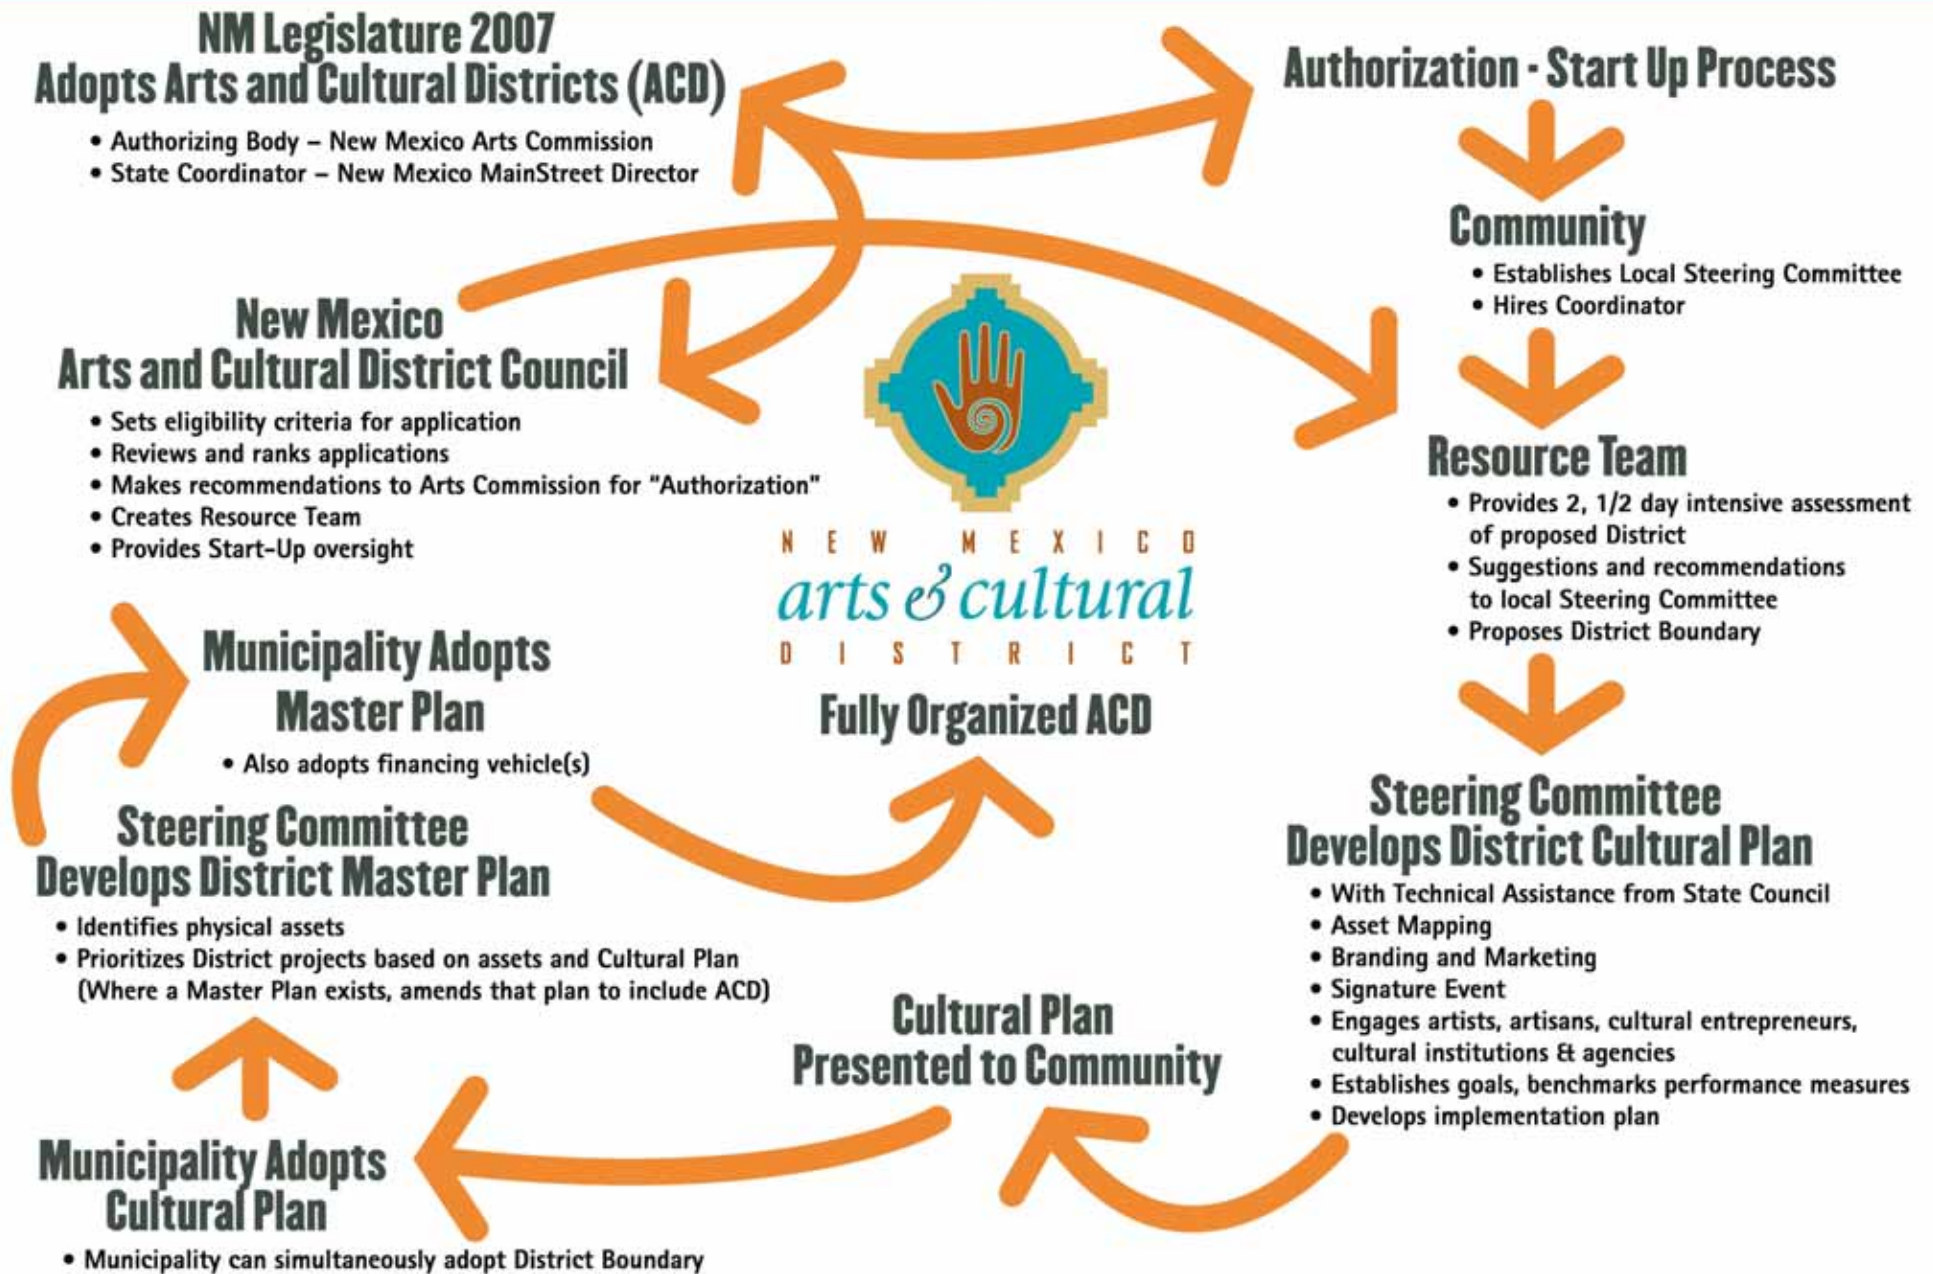 NM Legislature 2007
Adopts Arts and Cultural Districts (ACD)
• Authorizing Body – New Mexico Arts Commission
• State Coordinator – New Mexico MainStreet Director
Authorization - Start Up Process
Community
• Establishes Local Steering Committee
• Hires Coordinator
New Mexico
Arts and Cultural District Council
• Sets eligibility criteria for application
• Reviews and ranks applications
• Makes recommendations to Arts Commission for "Authorization"
• Creates Resource Team
• Provides Start-Up oversight
Resource Team
• Provides 2, 1/2 day intensive assessment
of proposed District
• Suggestions and recommendations
to local Steering Committee
• Proposes District Boundary
NEW MEXICO
arts & cultural
DISTRICT
Fully Organized ACD
Municipality Adopts
Master Plan
• Also adopts financing vehicle(s)
Steering Committee
Develops District Master Plan
• Identifies physical assets
• Prioritizes District projects based on assets and Cultural Plan
(Where a Master Plan exists, amends that plan to include ACD)
Steering Committee
Develops District Cultural Plan
• With Technical Assistance from State Council
• Asset Mapping
• Branding and Marketing
• Signature Event
• Engages artists, artisans, cultural entrepreneurs,
cultural institutions & agencies
• Establishes goals, benchmarks performance measures
• Develops implementation plan
Cultural Plan
Presented to Community
Municipality Adopts
Cultural Plan
• Municipality can simultaneously adopt District Boundary